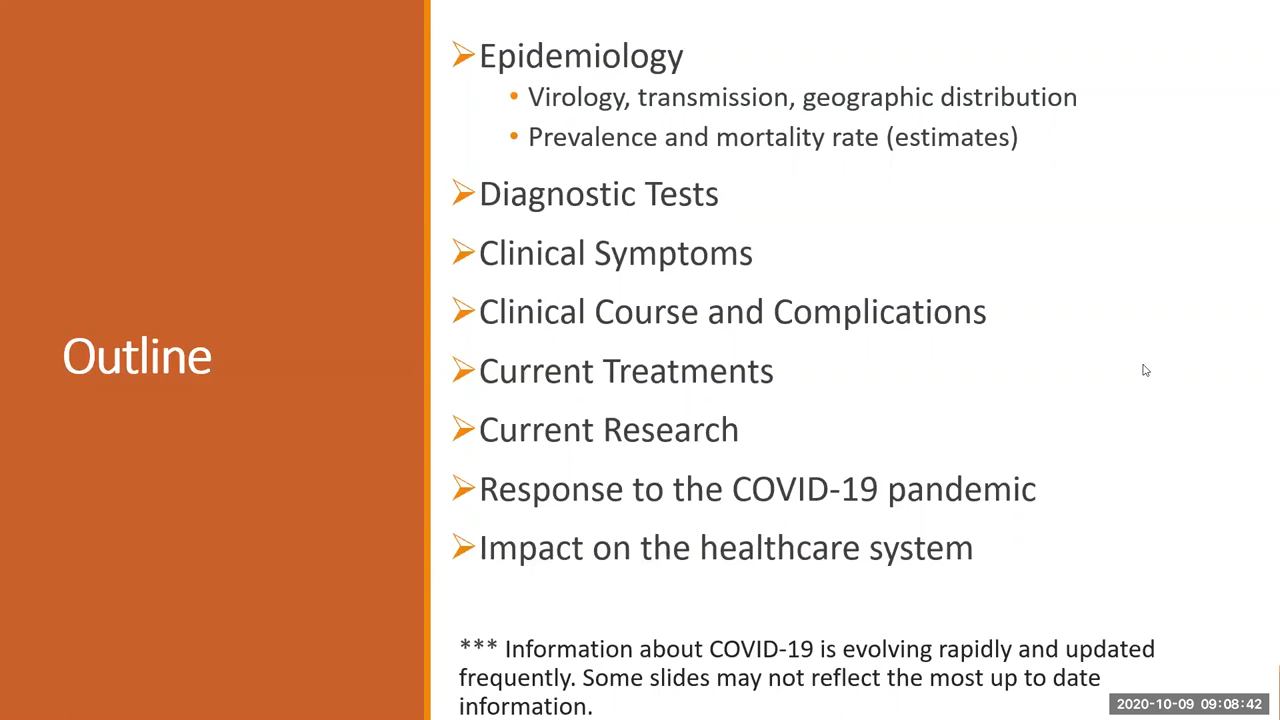 Outline
Epidemiology
Virology, transmission, geographic distribution
Prevalence and mortality rate (estimates)
Diagnostic Tests
Clinical Symptoms
Clinical Course and Complications
Current Treatments
Current Research
Response to the COVID-19 pandemic
Impact on the healthcare system
*** Information about COVID-19 is evolving rapidly and updated
frequently. Some slides may not reflect the most up to date
information.
2020-10-09 09:08:42